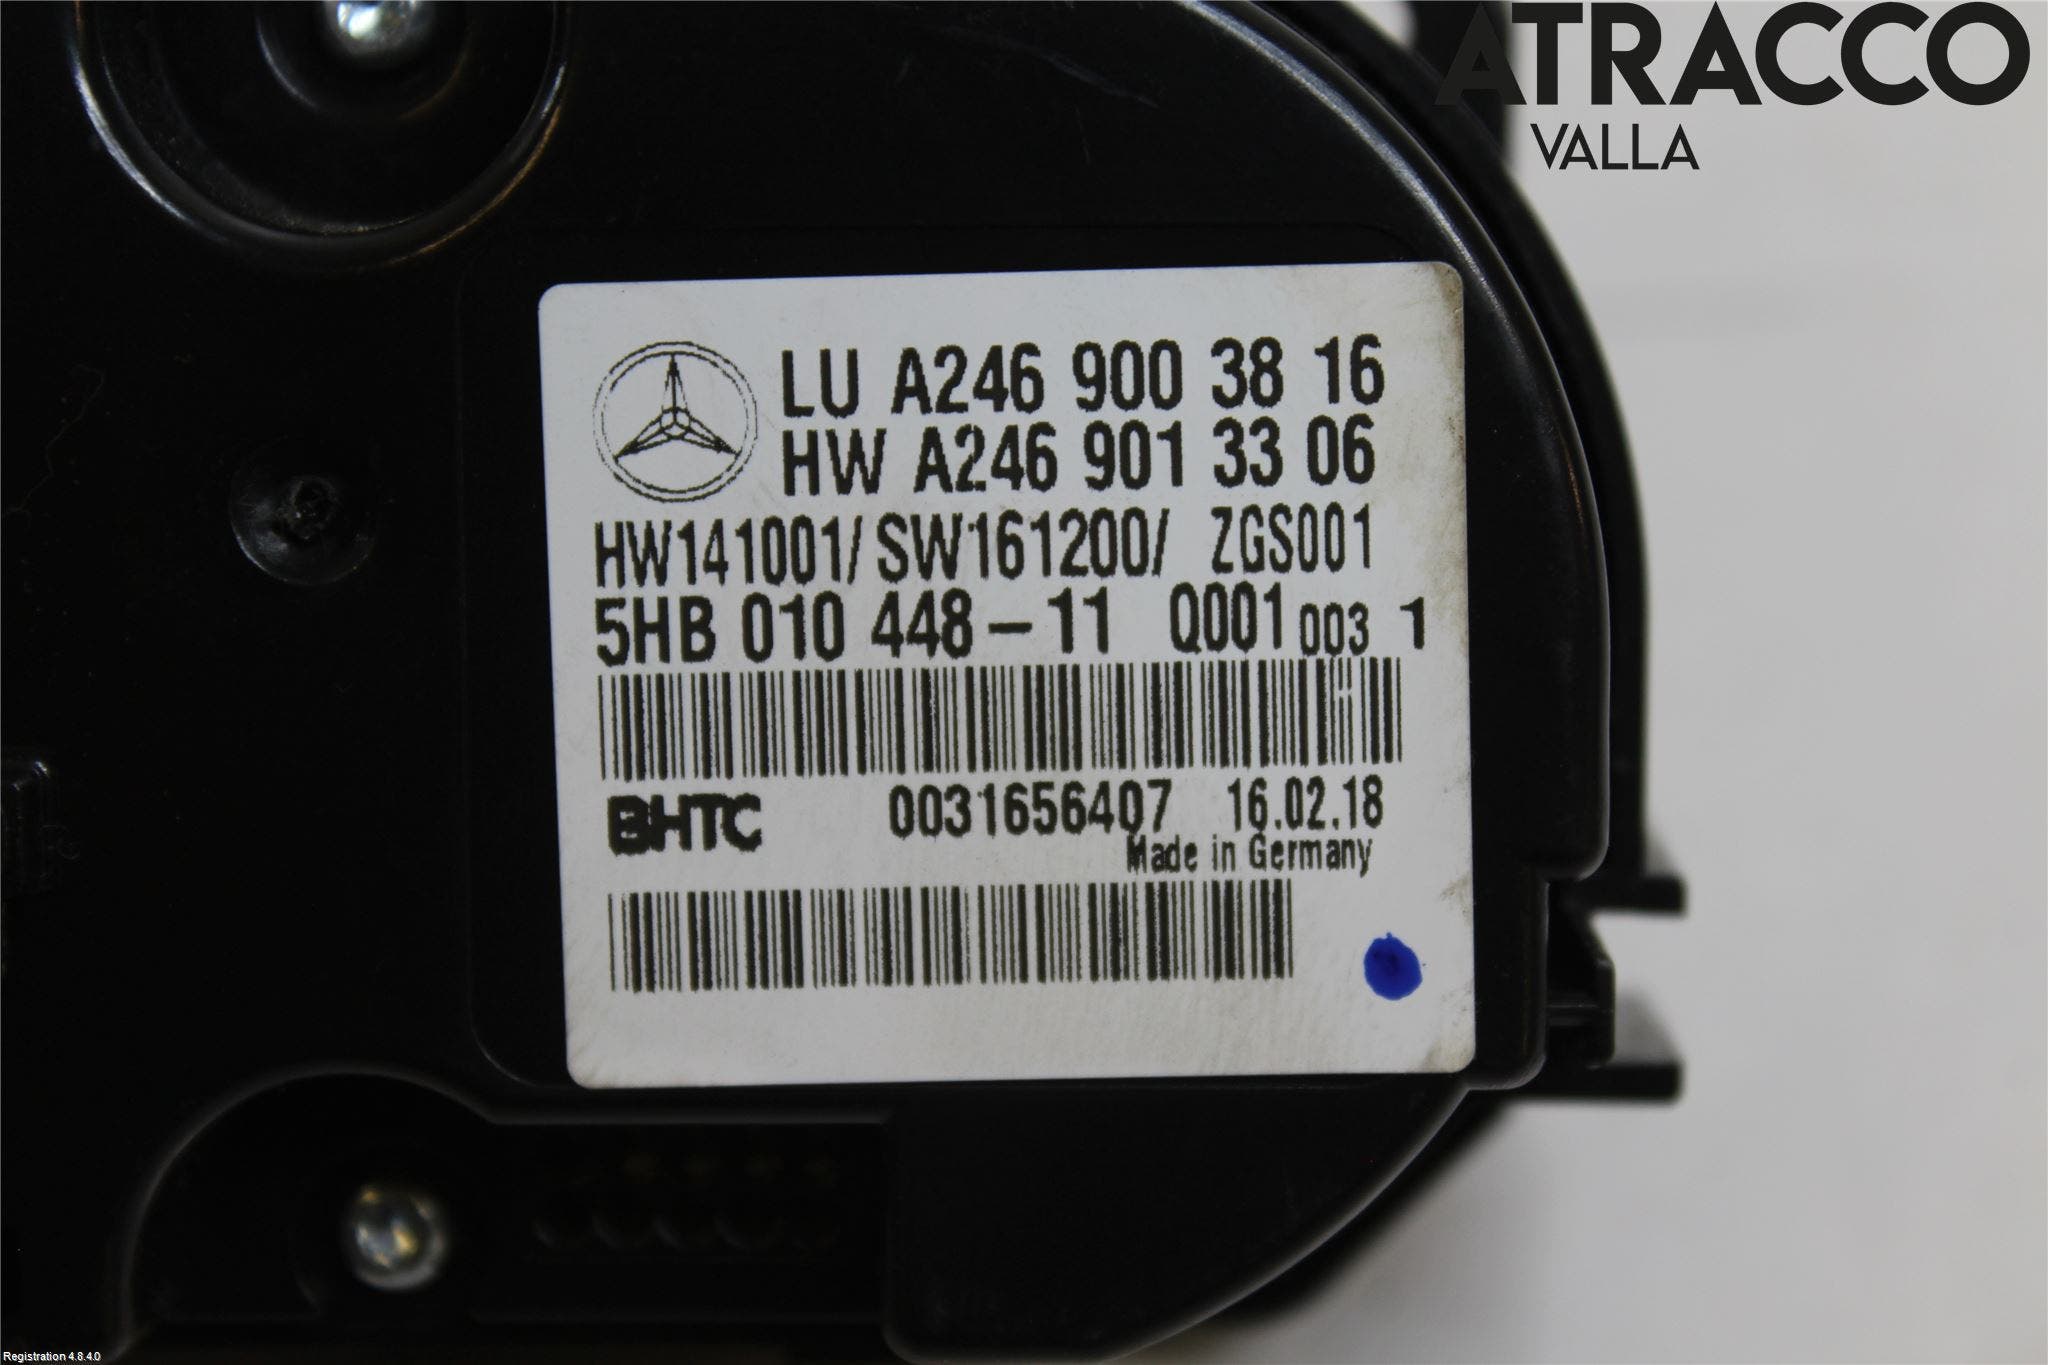 ATRACCO
VALLA
LU A246 900 38 16
HW A246 901 33 06
HW141001/SW161200/ ZGS001
5HB 010 448-11 Q001 003 1
BHTC 0031656407 16.02.18
Made in Germany
Registration 4.8.4.0